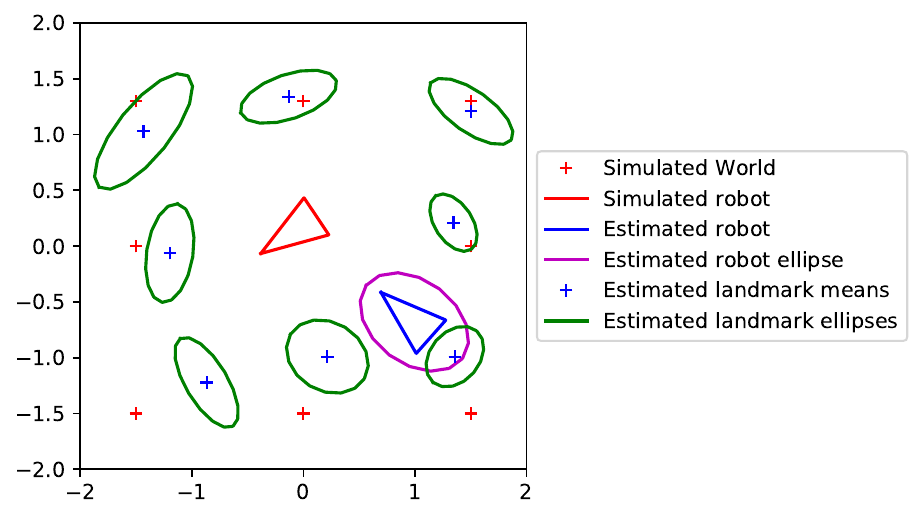 2.0
1.5
1.0
0.5
0.0
−0.5
−1.0
−1.5
−2.0
−2
−1
0
1
2
Simulated World
Simulated robot
Estimated robot
Estimated robot ellipse
Estimated landmark means
Estimated landmark ellipses